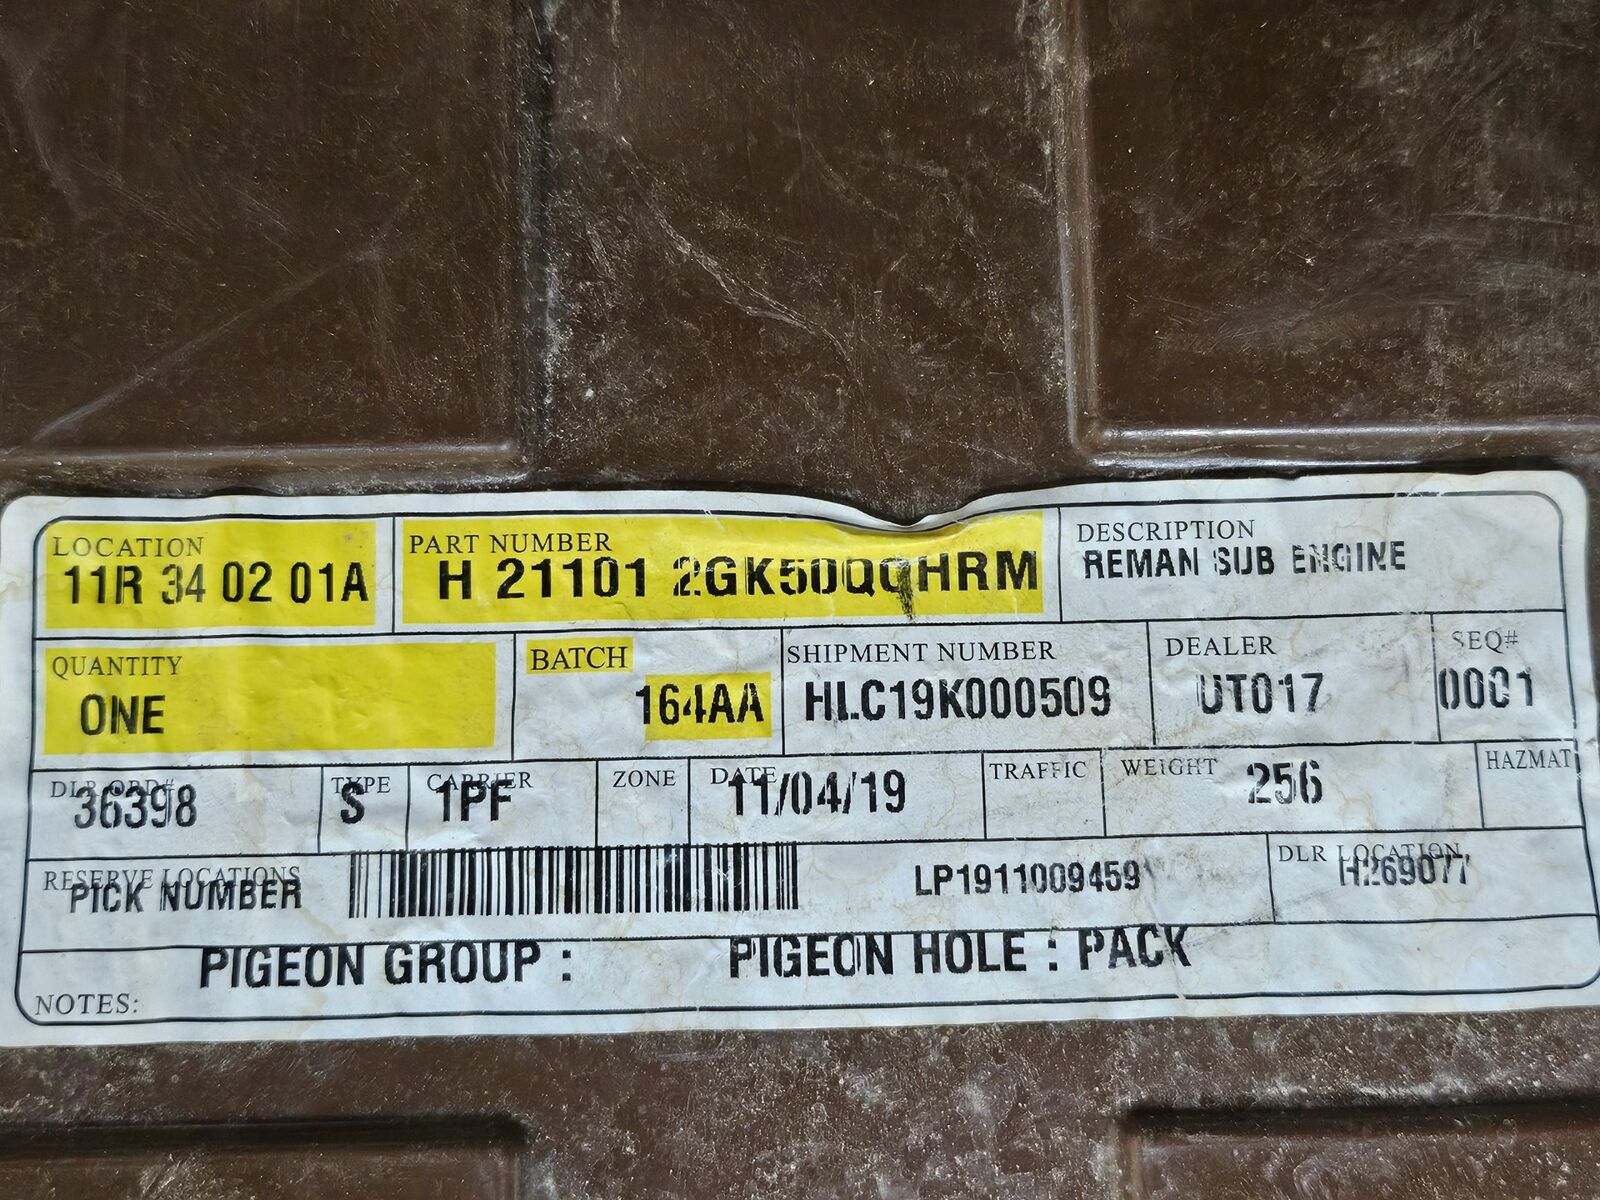 LOCATION
11R 34 02 01A
PART NUMBER
H 21101 2GK50QQHRM
DESCRIPTION
REMAN SUB ENGINE
QUANTITY
ONE
BATCH
164AA
SHIPMENT NUMBER
HLC19K000509
DEALER
UT017
SEQ#
0001
DLR ORD#
36398
TYPE
S
CARRIER
1PF
ZONE
DATE
11/04/19
TRAFFIC
WEIGHT
256
HAZMAT
RESERVE LOCATIONS
PICK NUMBER
LP1911009459
DLR LOCATION
H269077
PIGEON GROUP : PIGEON HOLE : PACK
NOTES: